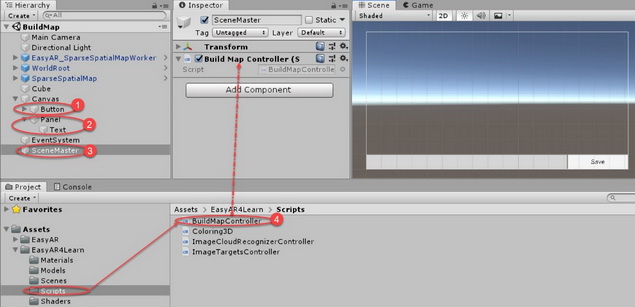 Hierarchy
Create
All
BuildMap
Main Camera
Directional Light
EasyAR_SparseSpatialMapWorker
WorldRoot
SparseSpatialMap
Cube
Canvas
Button
1
Panel
2
Text
EventSystem
SceneMaster
3
Inspector
SceneMaster
Static
Tag Untagged Layer Default
Transform
Build Map Controller (S
Script BuildMapController
Add Component
Scene Game
Shaded 2D
Save
Project Console
Create
Favorites
Assets
EasyAR
EasyAR4Learn
Materials
Models
Scenes
Scripts
Shaders
Assets > EasyAR4Learn > Scripts
BuildMapController
4
Coloring3D
ImageCloudRecognizerController
ImageTargetsController